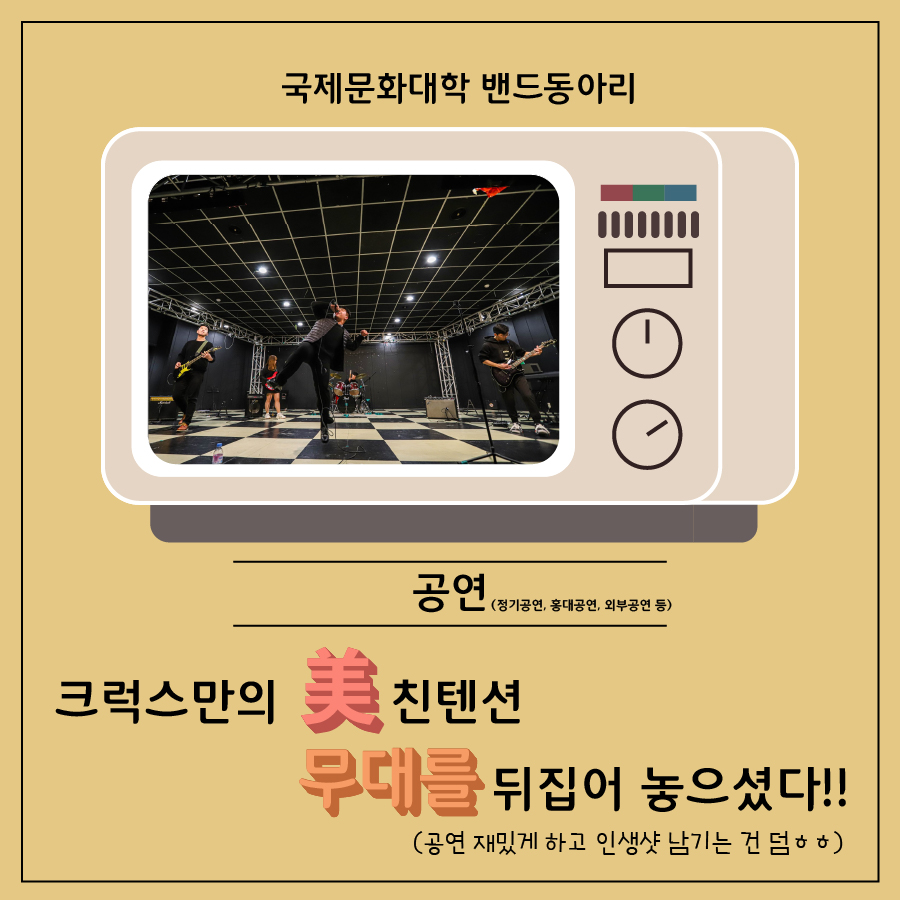 국제문화대학 밴드동아리
공연(정기공연, 홍대공연, 외부공연 등)
크럭스만의 美친텐션
무대를 뒤집어 놓으셨다!!
(공연 재밌게 하고 인생샷 남기는 건 덤ㅎㅎ)